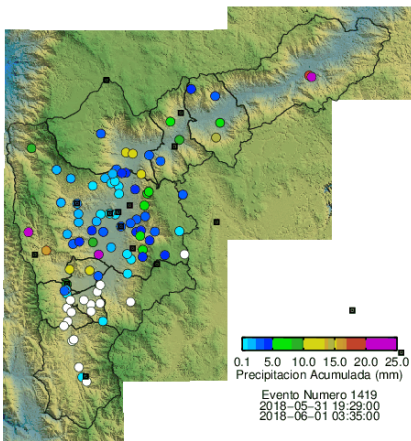 0.1 5.0 10.0 15.0 20.0 25.0
Precipitacion Acumulada (mm)
Evento Numero 1419
2018-05-31 19:29:00
2018-06-01 03:35:00